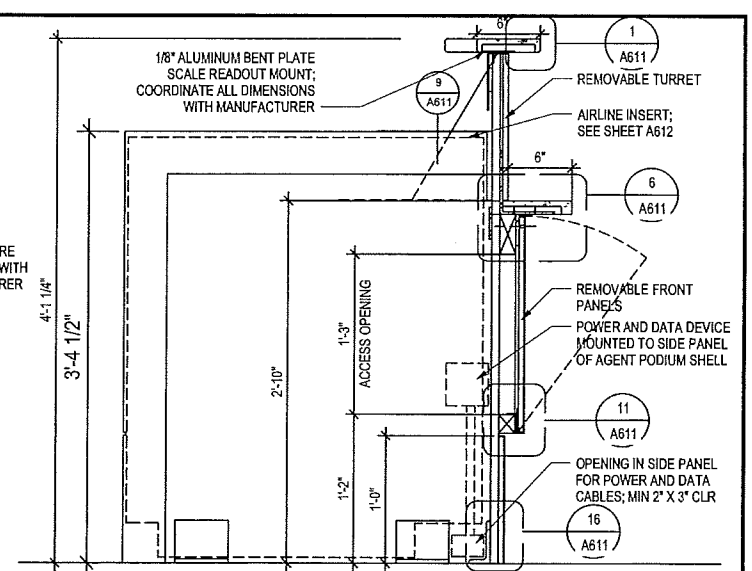 6"
1
A611
1/8" ALUMINUM BENT PLATE
SCALE READOUT MOUNT;
COORDINATE ALL DIMENSIONS
WITH MANUFACTURER
9
A611
REMOVABLE TURRET
AIRLINE INSERT;
SEE SHEET A612
6"
6
A611
RE
WITH
RER
4'-1 1/4"
3'-4 1/2"
2'-10"
1'-3"
ACCESS OPENING
REMOVABLE FRONT
PANELS
POWER AND DATA DEVICE
MOUNTED TO SIDE PANEL
OF AGENT PODIUM SHELL
11
A611
1'-2"
1'-0"
OPENING IN SIDE PANEL
FOR POWER AND DATA
CABLES; MIN 2" X 3" CLR
16
A611